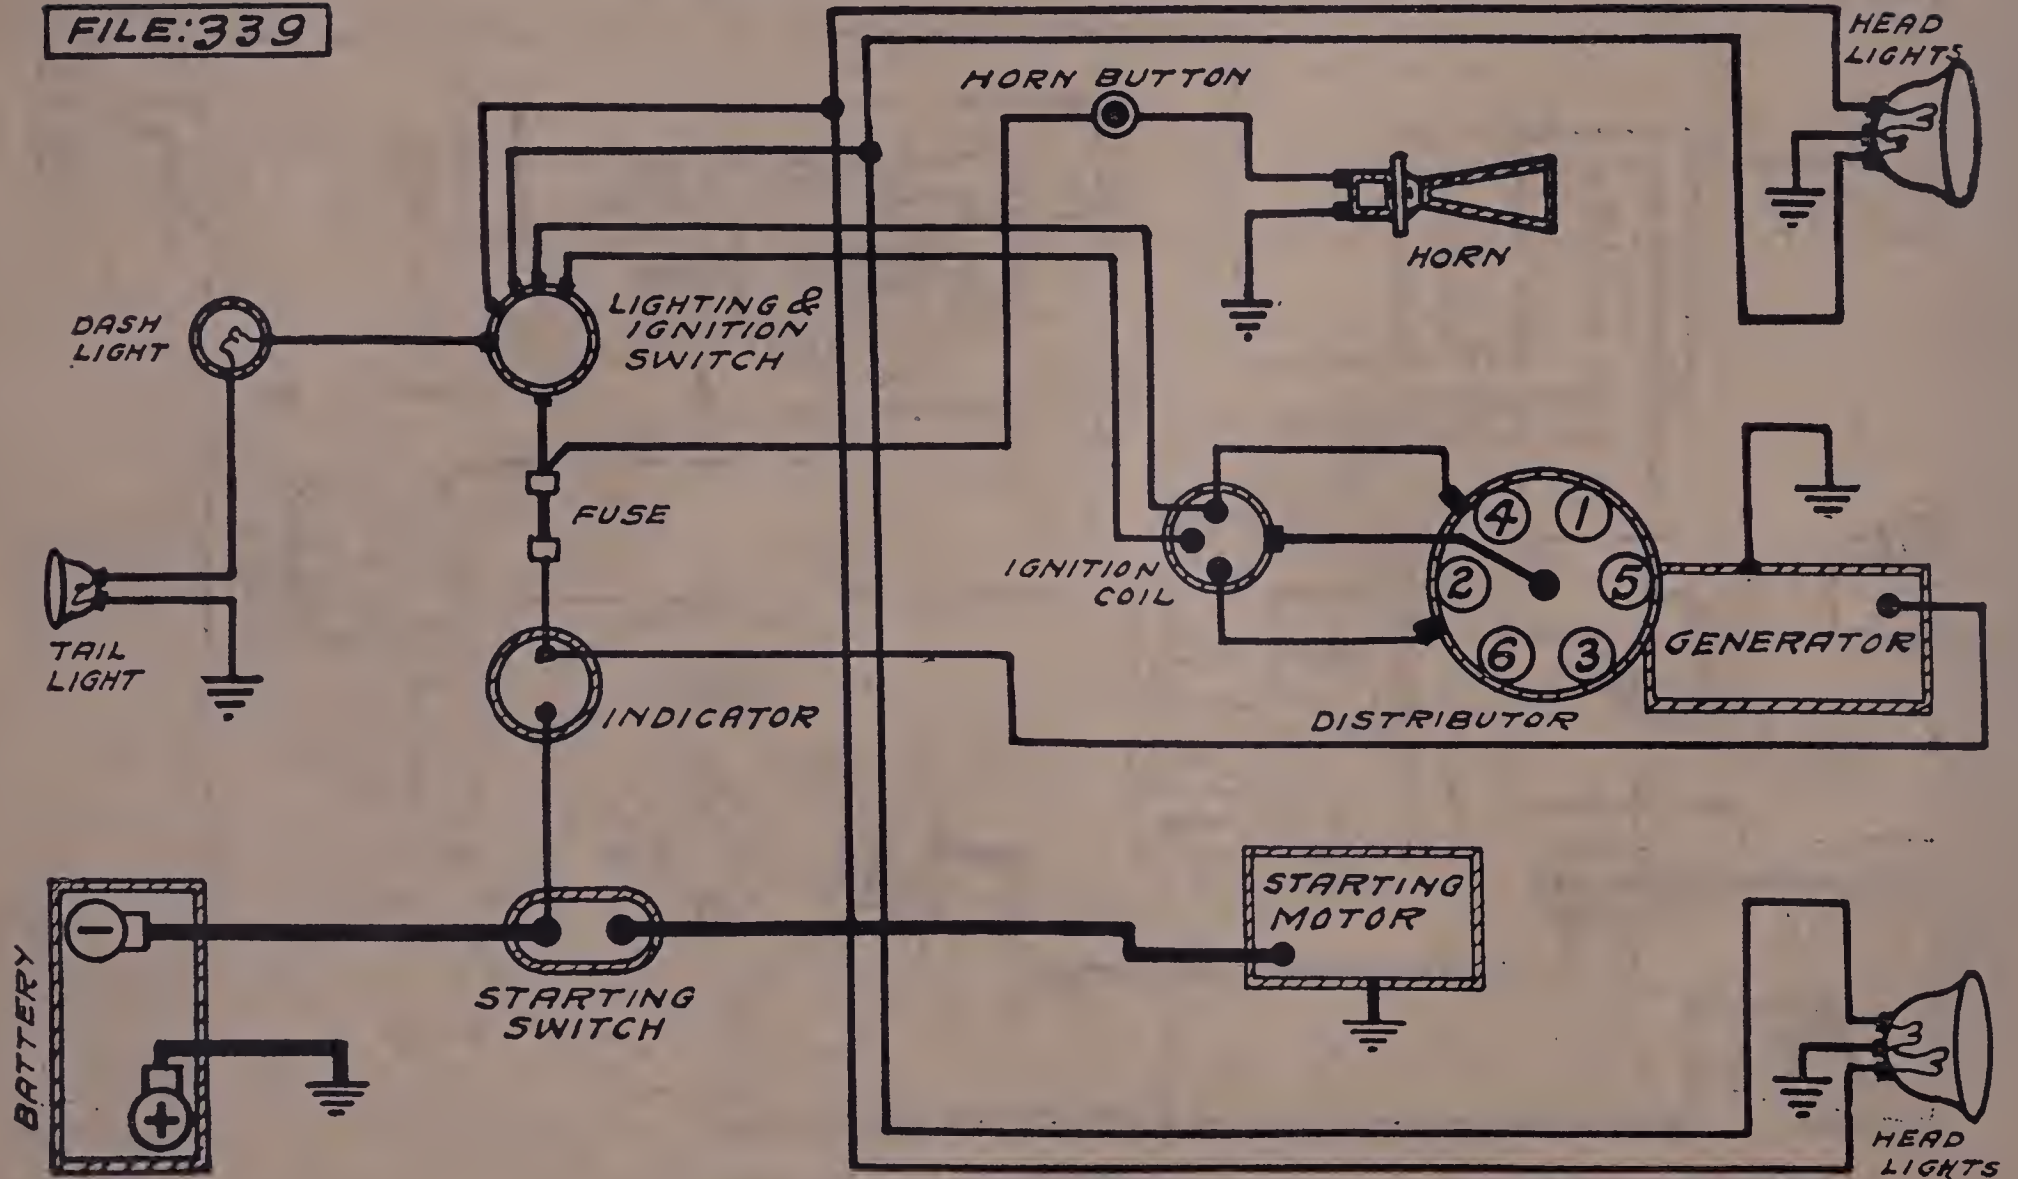 FILE:339
HEAD
LIGHTS
HORN BUTTON
HORN
DASH
LIGHT
LIGHTING &
IGNITION
SWITCH
FUSE
IGNITION
COIL
4
1
2
5
6
3
GENERATOR
DISTRIBUTOR
TAIL
LIGHT
INDICATOR
BATTERY
-
+
STARTING
SWITCH
STARTING
MOTOR
HEAD
LIGHTS